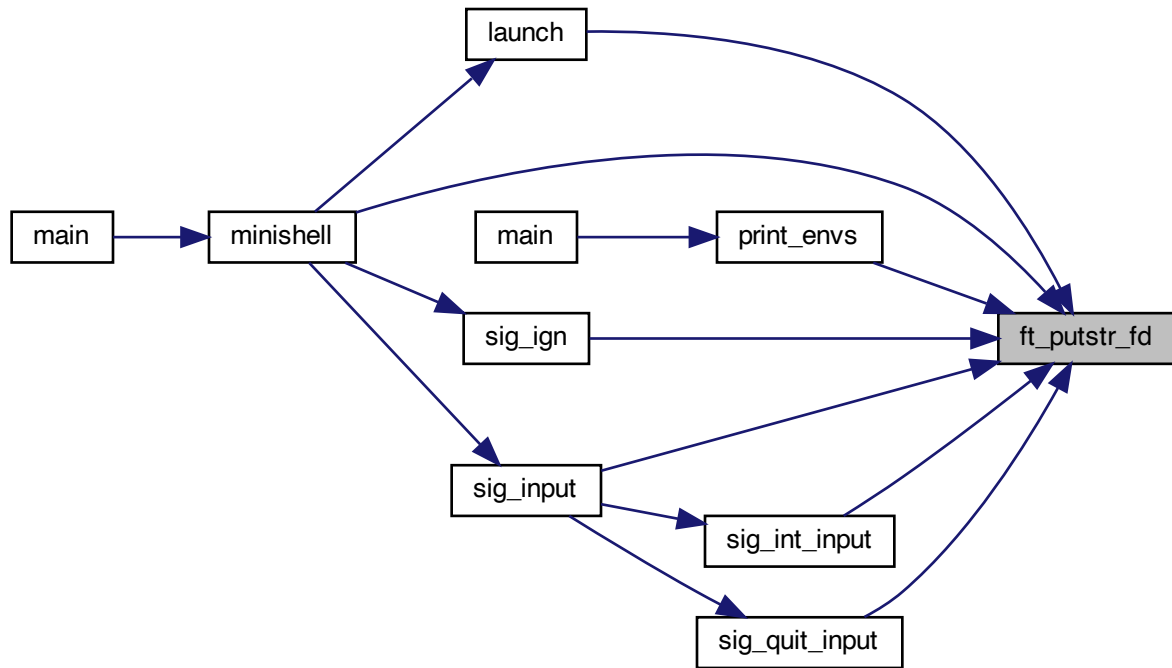 launch
main
minishell
main
print_envs
sig_ign
ft_putstr_fd
sig_input
sig_int_input
sig_quit_input